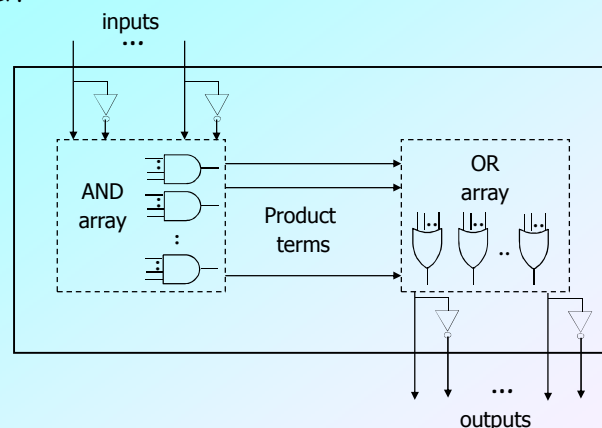 inputs
...
AND
array
:
Product
terms
OR
array
..
...
outputs